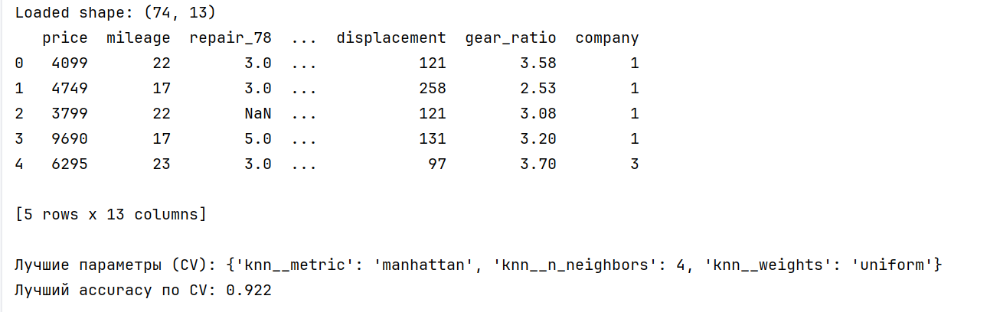 Loaded shape: (74, 13)
   price  mileage  repair_78  ...  displacement  gear_ratio  company
0   4099       22        3.0  ...           121        3.58        1
1   4749       17        3.0  ...           258        2.53        1
2   3799       22        NaN  ...           121        3.08        1
3   9690       17        5.0  ...           131        3.20        1
4   6295       23        3.0  ...            97        3.70        3
[5 rows x 13 columns]
Лучшие параметры (CV): {'knn__metric': 'manhattan', 'knn__n_neighbors': 4, 'knn__weights': 'uniform'}
Лучший accuracy по CV: 0.922